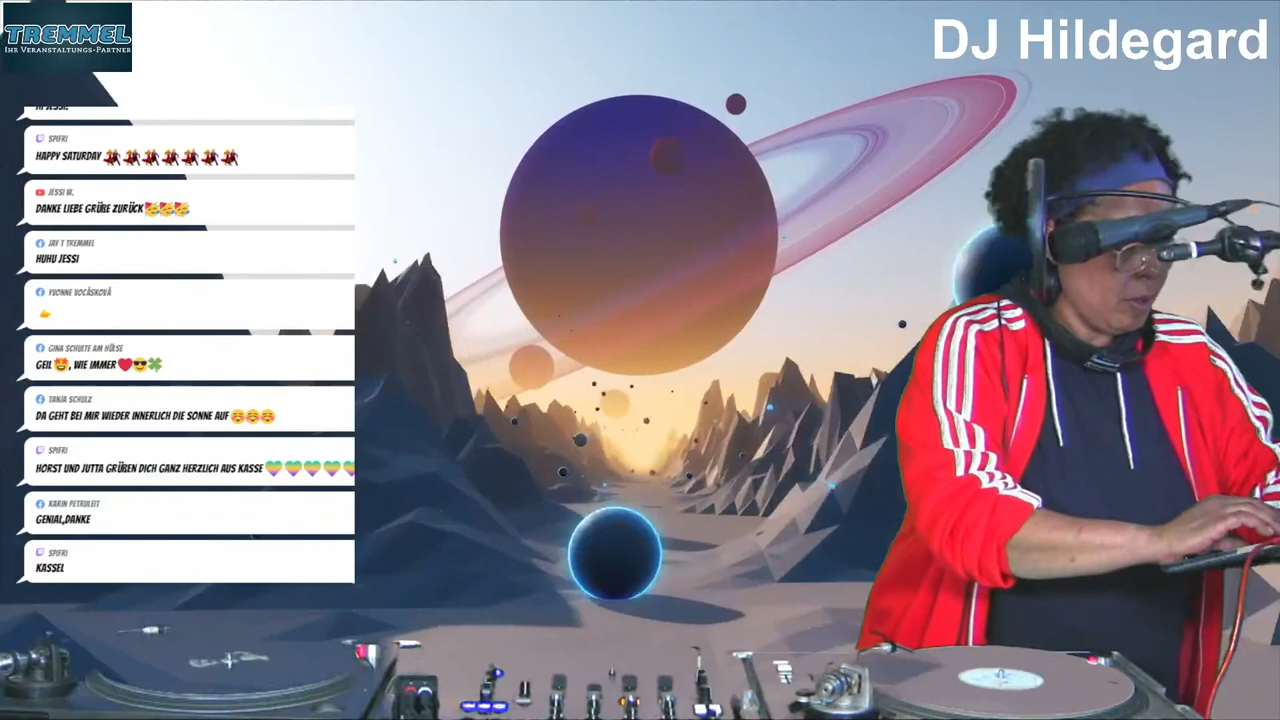 TREMMEL
IHR VERANSTALTUNGS-PARTNER
DJ Hildegard
SPIFRI
HAPPY SATURDAY
JESSI M.
DANKE LIEBE GRÜßE ZURÜCK
JAY T TREMMEL
HUHU JESSI
YVONNE VOCÁSKOVÁ
GINA SCHULTE AM HÜLSE
GEIL, WIE IMMER
TANJA SCHULZ
DA GEHT BEI MIR WIEDER INNERLICH DIE SONNE AUF
SPIFRI
HORST UND JUTTA GRÜßEN DICH GANZ HERZLICH AUS KASSE
KARIN PETRULEIT
GENIAL,DANKE
SPIFRI
KASSEL